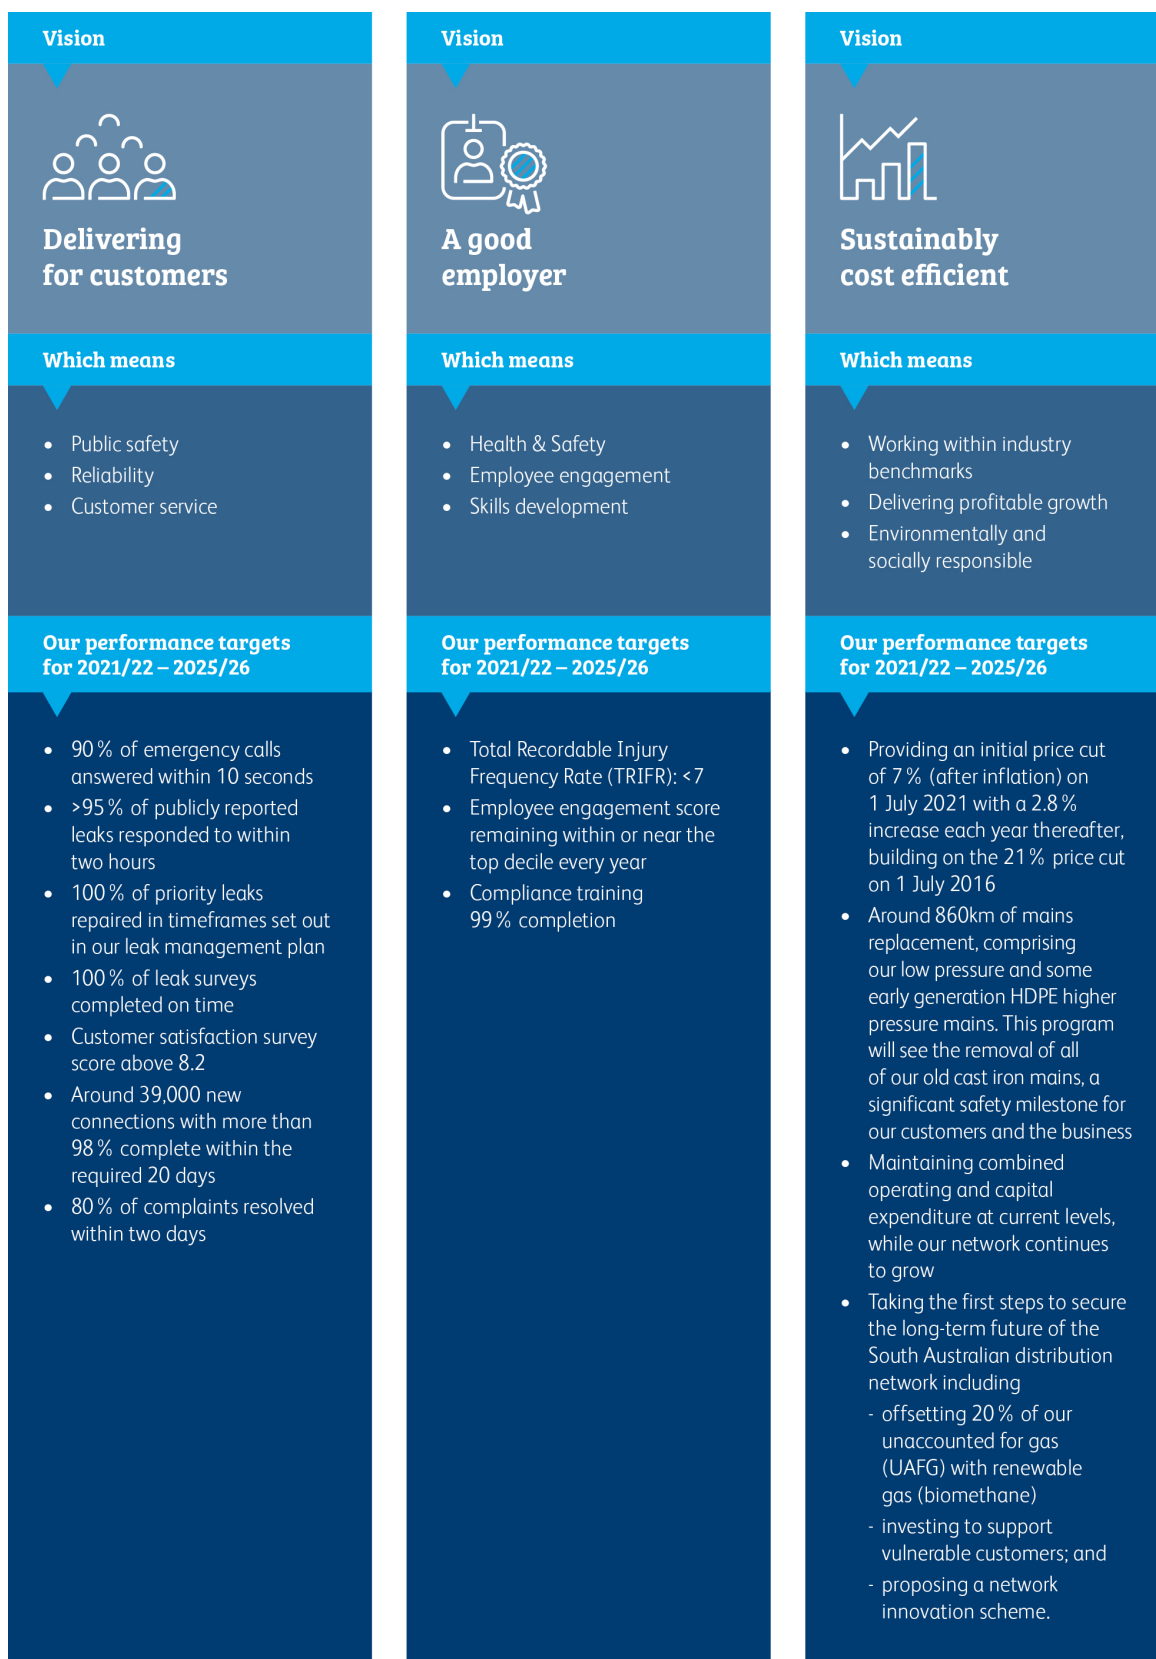 Vision
Delivering
for customers
Which means
• Public safety
• Reliability
• Customer service
Our performance targets
for 2021/22 – 2025/26
• 90% of emergency calls
answered within 10 seconds
• >95% of publicly reported
leaks responded to within
two hours
• 100% of priority leaks
repaired in timeframes set out
in our leak management plan
• 100% of leak surveys
completed on time
• Customer satisfaction survey
score above 8.2
• Around 39,000 new
connections with more than
98% complete within the
required 20 days
• 80% of complaints resolved
within two days
Vision
A good
employer
Which means
• Health & Safety
• Employee engagement
• Skills development
Our performance targets
for 2021/22 – 2025/26
• Total Recordable Injury
Frequency Rate (TRIFR): <7
• Employee engagement score
remaining within or near the
top decile every year
• Compliance training
99% completion
Vision
Sustainably
cost efficient
Which means
• Working within industry
benchmarks
• Delivering profitable growth
• Environmentally and
socially responsible
Our performance targets
for 2021/22 – 2025/26
• Providing an initial price cut
of 7% (after inflation) on
1 July 2021 with a 2.8%
increase each year thereafter,
building on the 21% price cut
on 1 July 2016
• Around 860km of mains
replacement, comprising
our low pressure and some
early generation HDPE higher
pressure mains. This program
will see the removal of all
of our old cast iron mains, a
significant safety milestone for
our customers and the business
• Maintaining combined
operating and capital
expenditure at current levels,
while our network continues
to grow
• Taking the first steps to secure
the long-term future of the
South Australian distribution
network including
- offsetting 20% of our
unaccounted for gas
(UAFG) with renewable
gas (biomethane)
- investing to support
vulnerable customers; and
- proposing a network
innovation scheme.